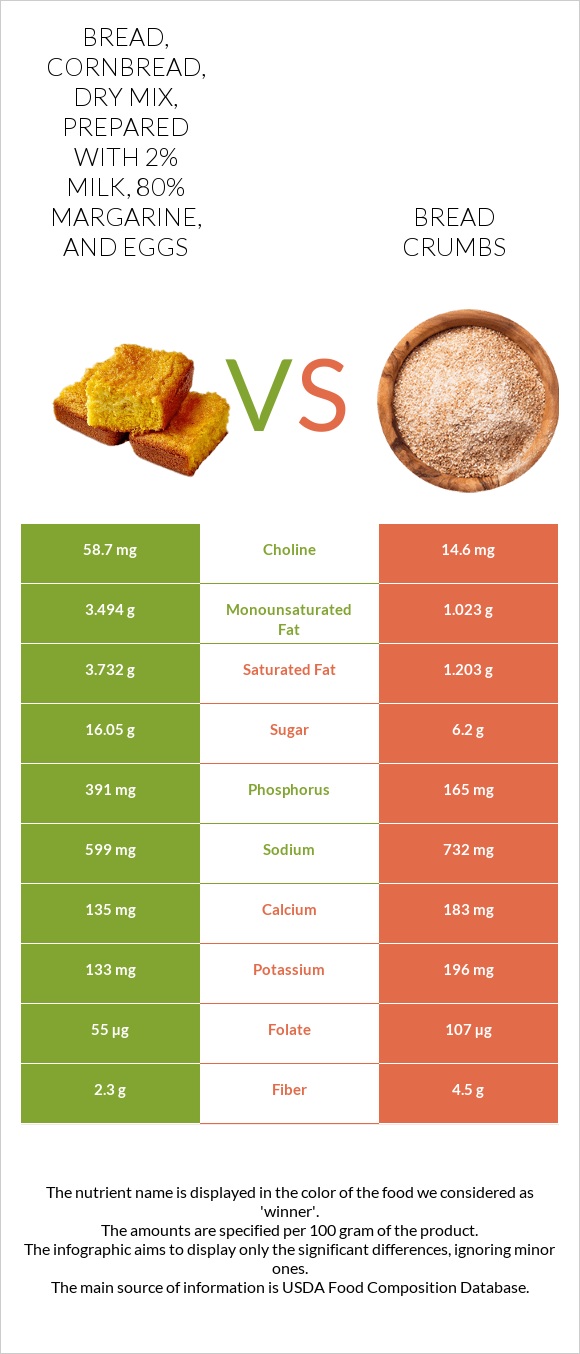 BREAD,
CORNBREAD,
DRY MIX,
PREPARED
WITH 2%
MILK, 80%
MARGARINE,
AND EGGS
BREAD
CRUMBS
VS
58.7 mg Choline 14.6 mg
3.494 g Monounsaturated Fat 1.023 g
3.732 g Saturated Fat 1.203 g
16.05 g Sugar 6.2 g
391 mg Phosphorus 165 mg
599 mg Sodium 732 mg
135 mg Calcium 183 mg
133 mg Potassium 196 mg
55 µg Folate 107 µg
2.3 g Fiber 4.5 g
The nutrient name is displayed in the color of the food we considered as
'winner'.
The amounts are specified per 100 gram of the product.
The infographic aims to display only the significant differences, ignoring minor
ones.
The main source of information is USDA Food Composition Database.